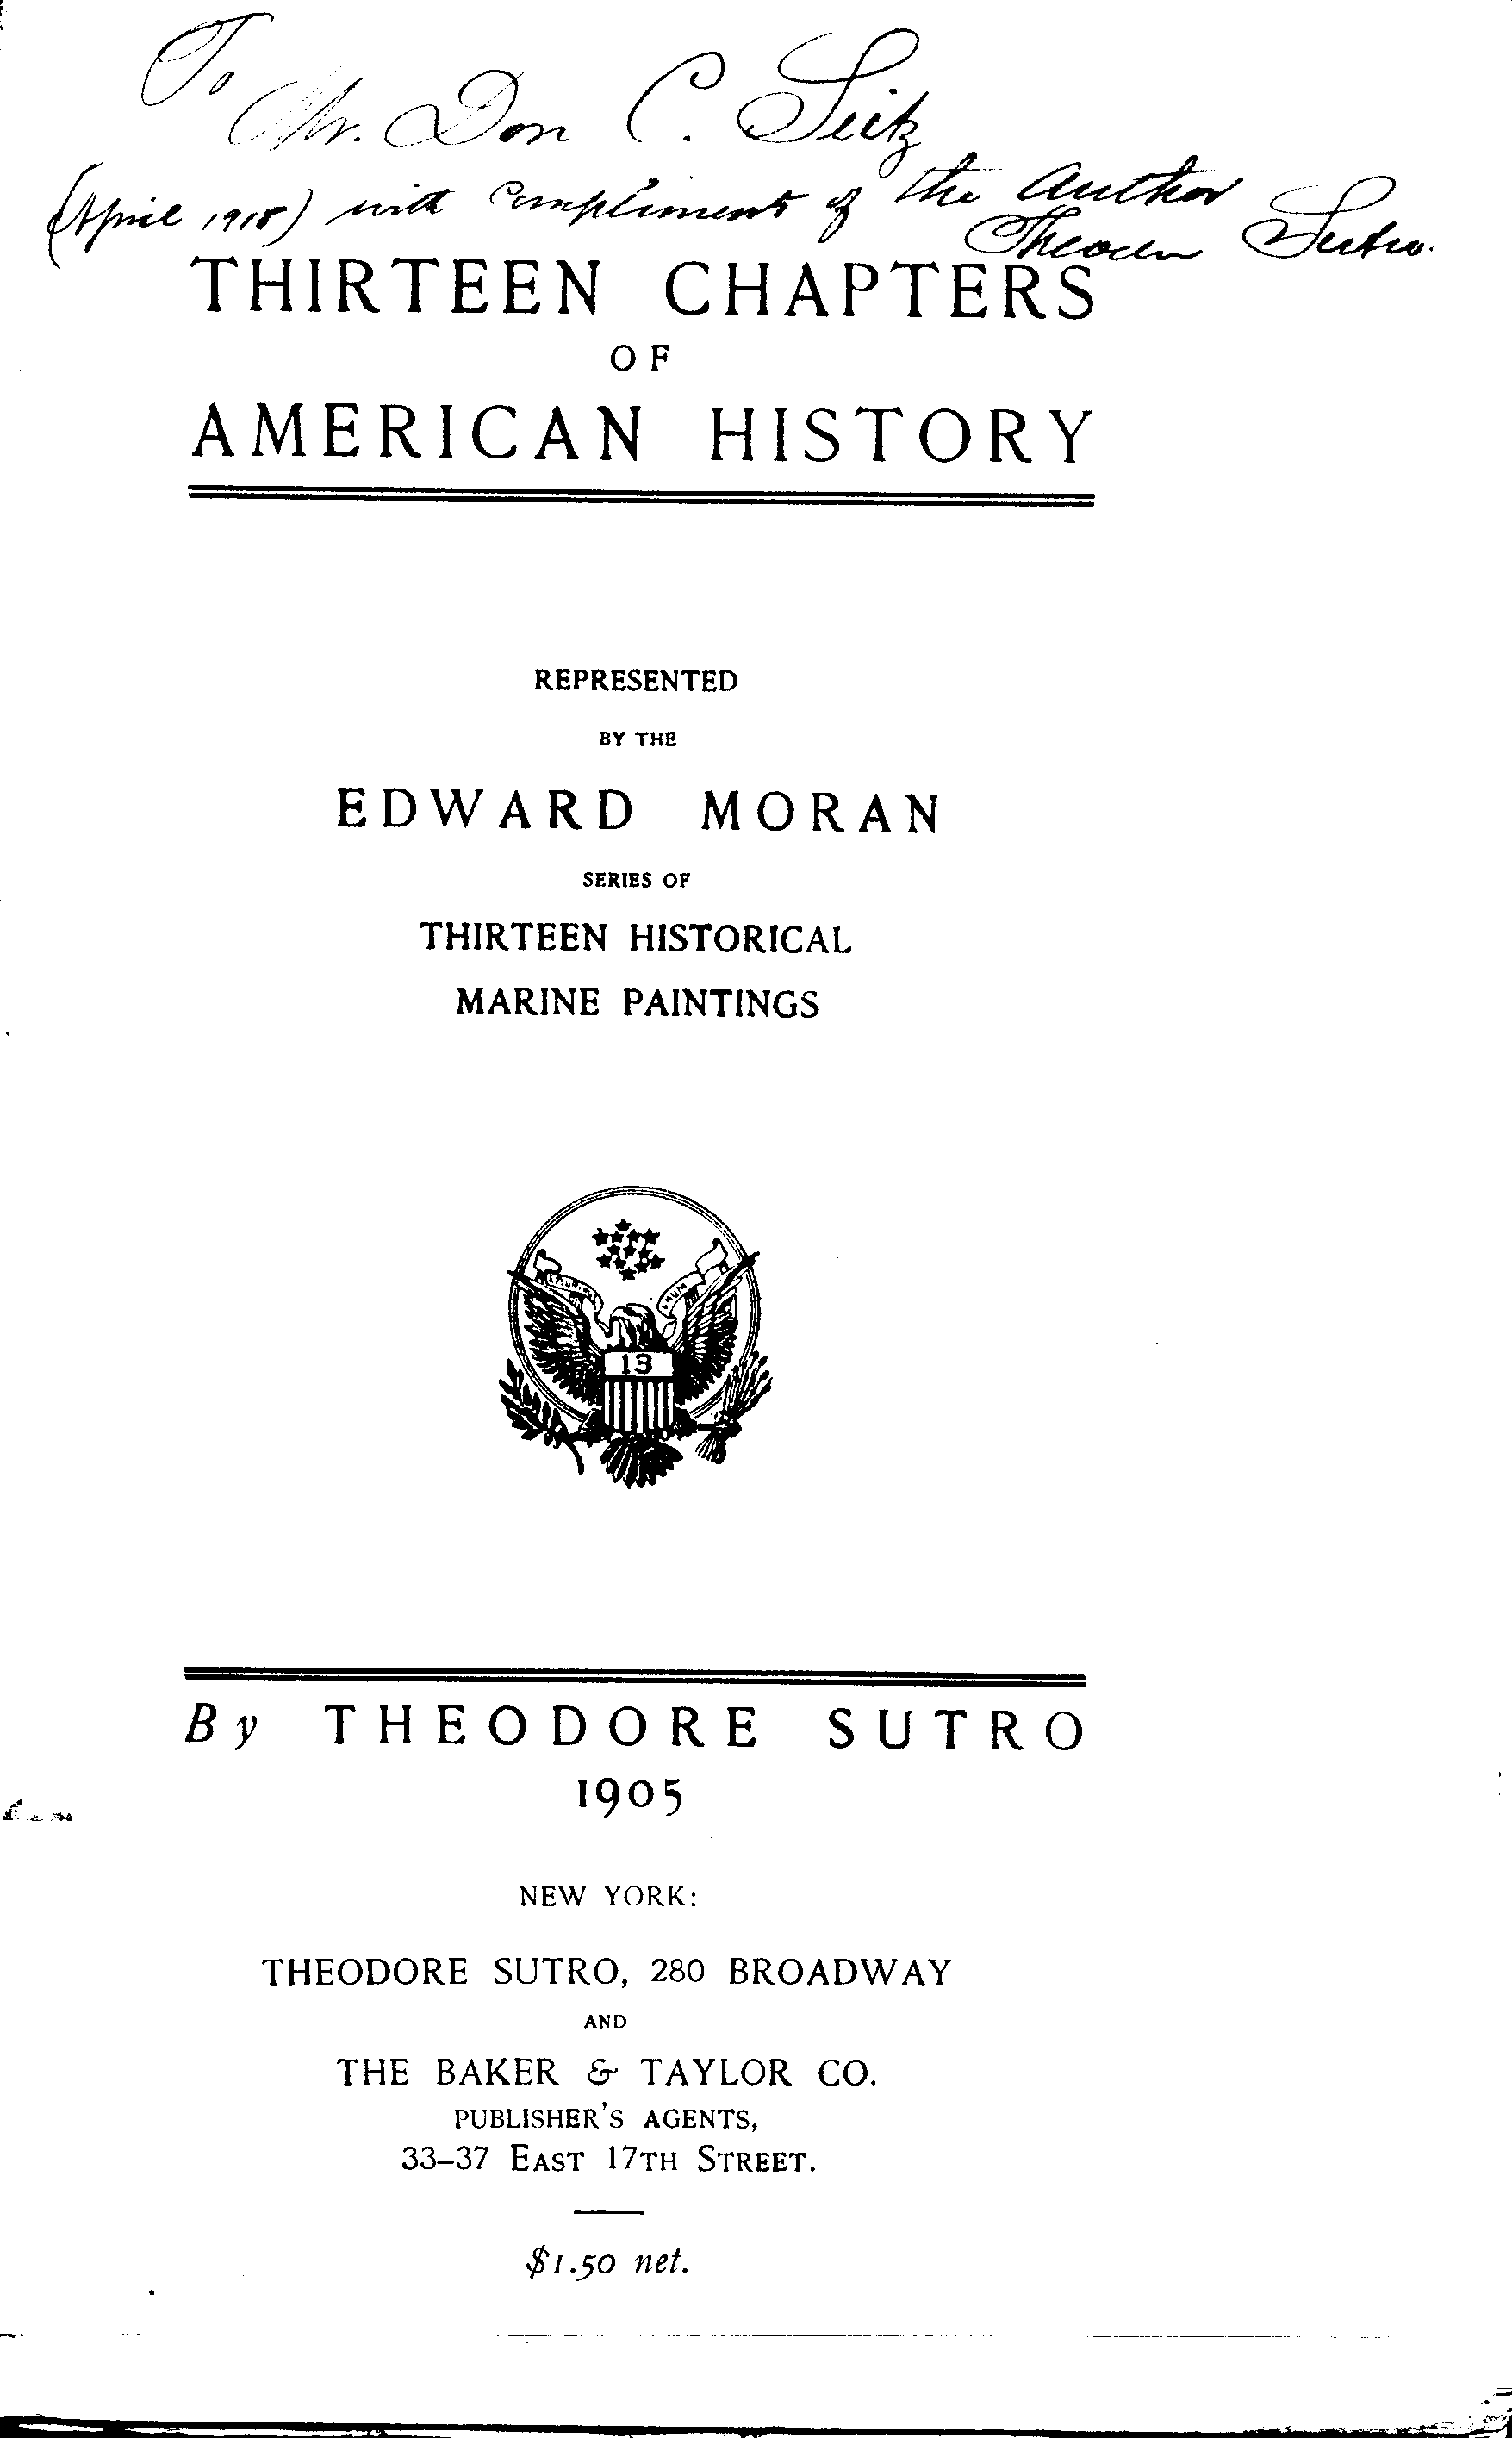 To
Mr. Don C. Seitz
(April 1918) with Compliments of the Author
Theodore Sutro.
THIRTEEN CHAPTERS
OF
AMERICAN HISTORY
REPRESENTED
BY THE
EDWARD MORAN
SERIES OF
THIRTEEN HISTORICAL
MARINE PAINTINGS
UNUM
13
By THEODORE SUTRO
1905
NEW YORK:
THEODORE SUTRO, 280 BROADWAY
AND
THE BAKER & TAYLOR CO.
PUBLISHER'S AGENTS,
33–37 EAST 17TH STREET.
$1.50 net.